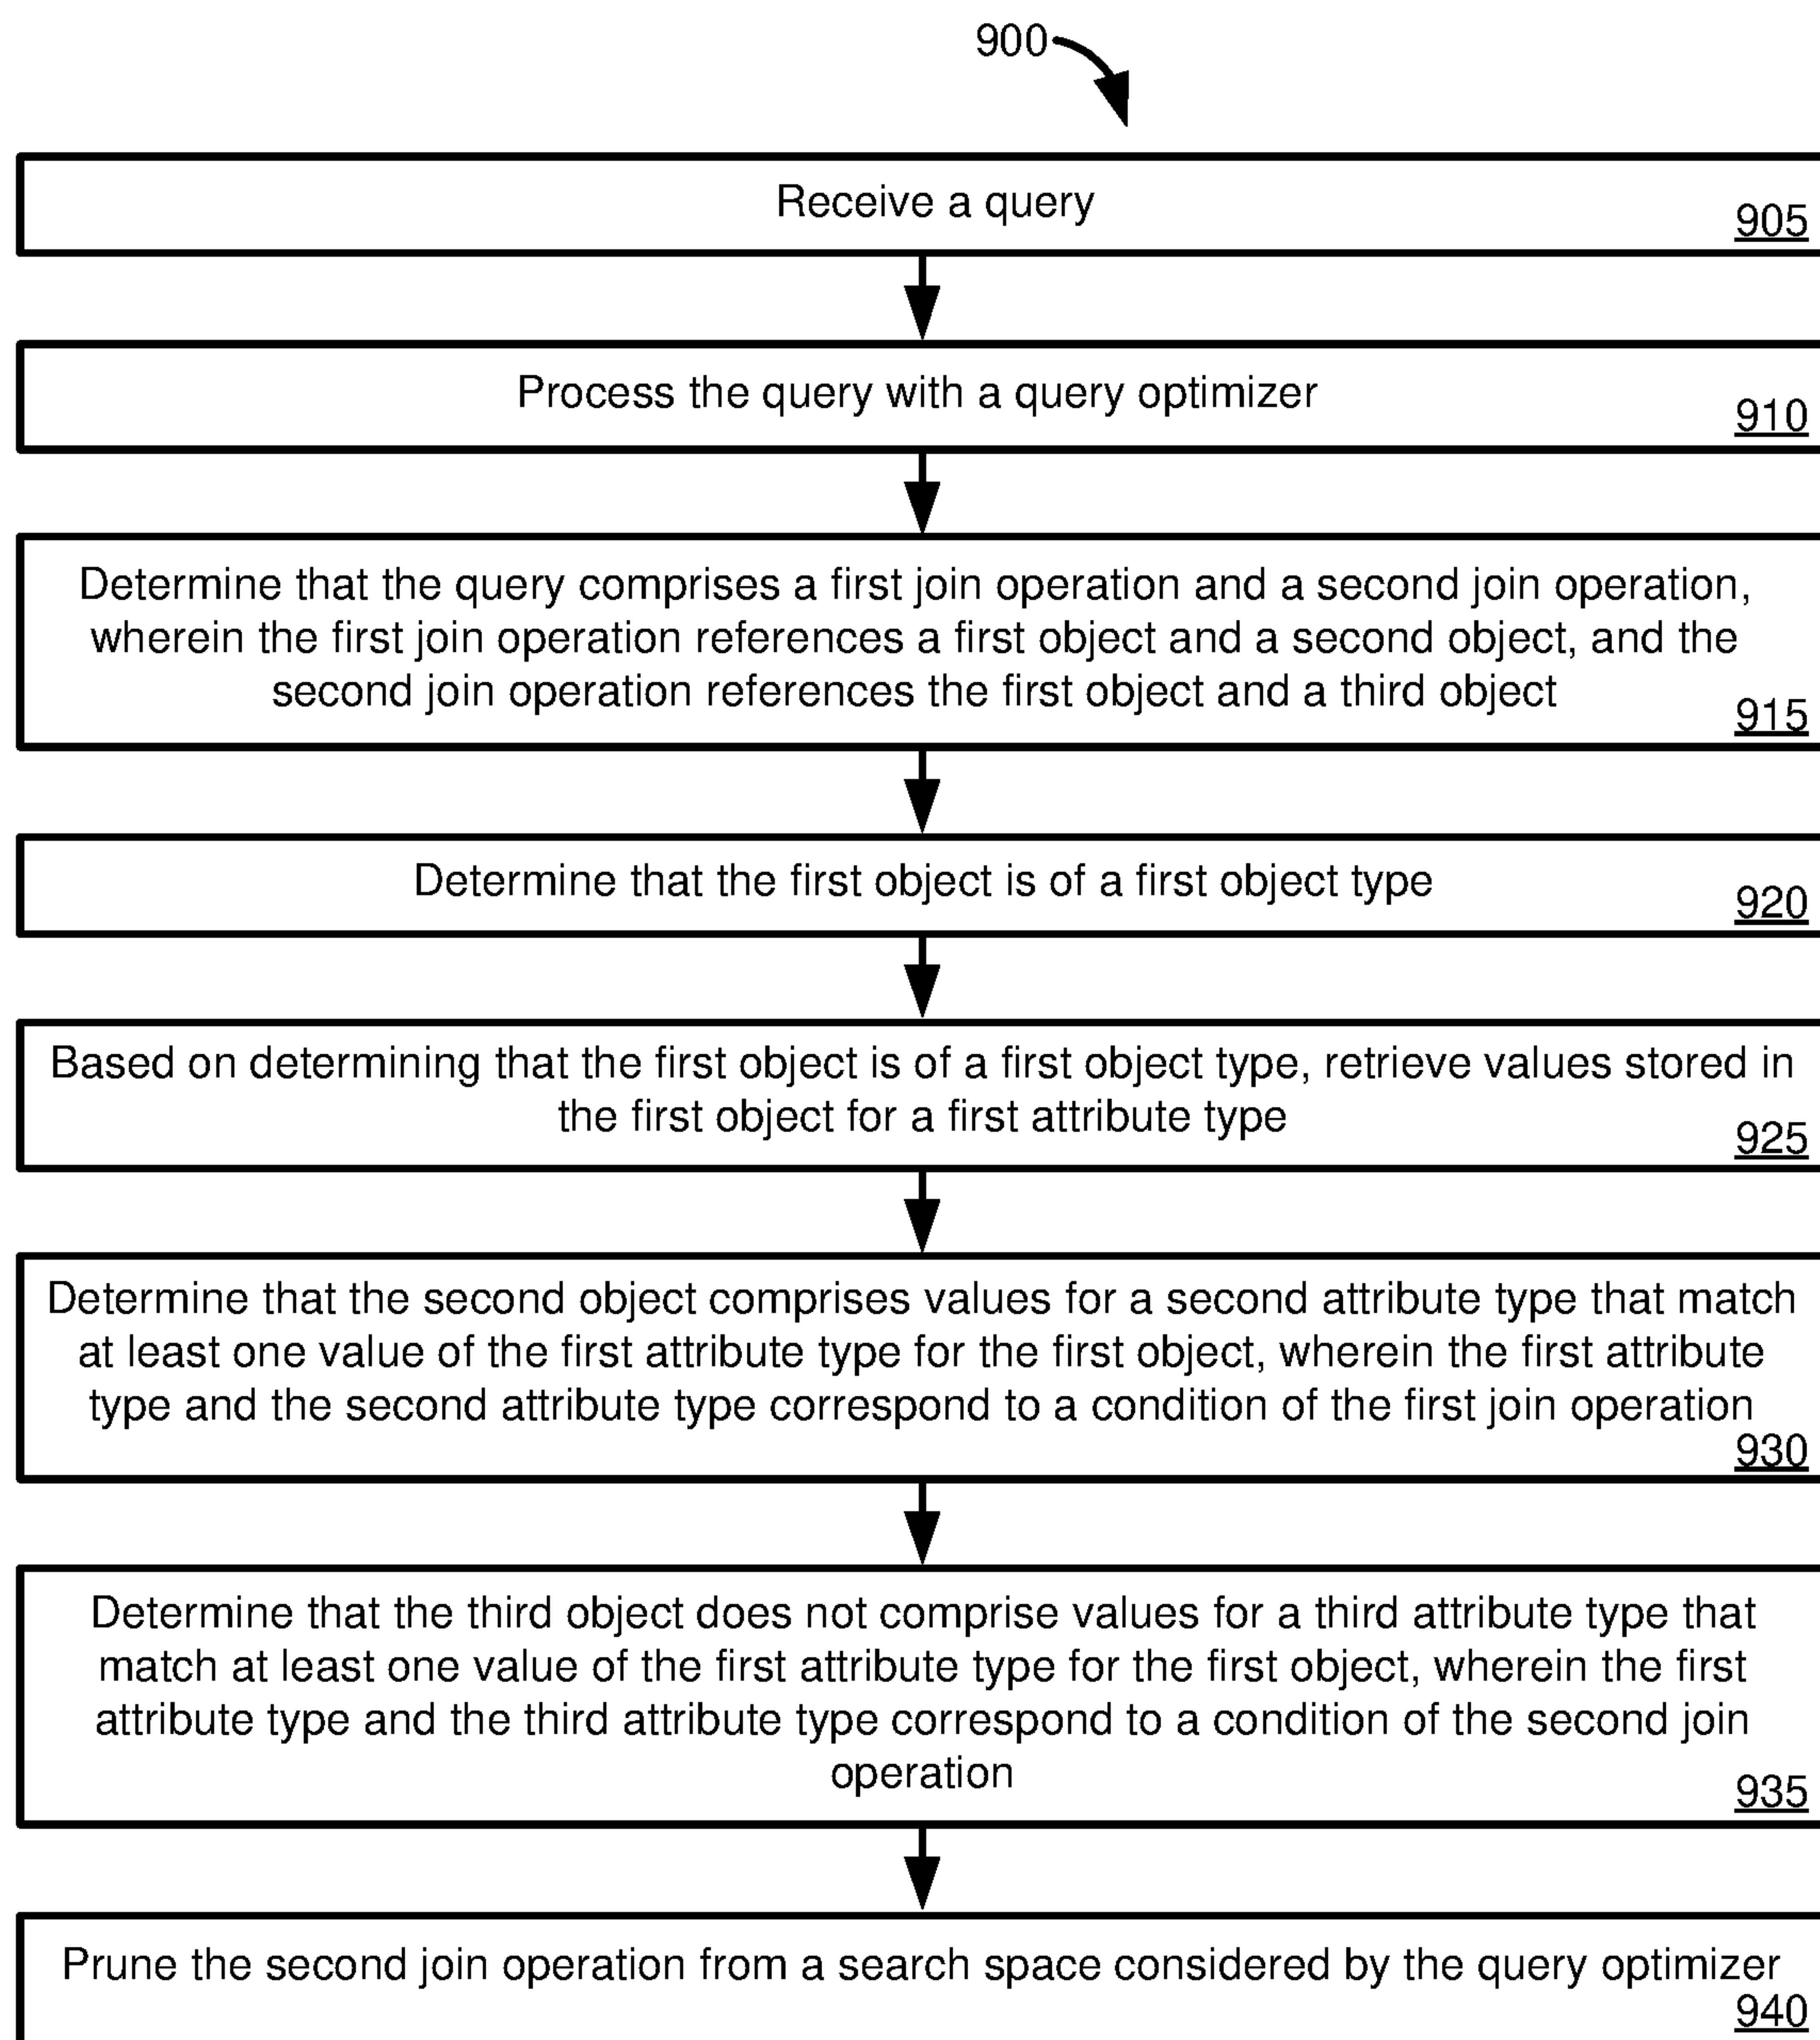 900
Receive a query
905
Process the query with a query optimizer
910
Determine that the query comprises a first join operation and a second join operation,
wherein the first join operation references a first object and a second object, and the
second join operation references the first object and a third object
915
Determine that the first object is of a first object type
920
Based on determining that the first object is of a first object type, retrieve values stored in
the first object for a first attribute type
925
Determine that the second object comprises values for a second attribute type that match
at least one value of the first attribute type for the first object, wherein the first attribute
type and the second attribute type correspond to a condition of the first join operation
930
Determine that the third object does not comprise values for a third attribute type that
match at least one value of the first attribute type for the first object, wherein the first
attribute type and the third attribute type correspond to a condition of the second join
operation
935
Prune the second join operation from a search space considered by the query optimizer
940